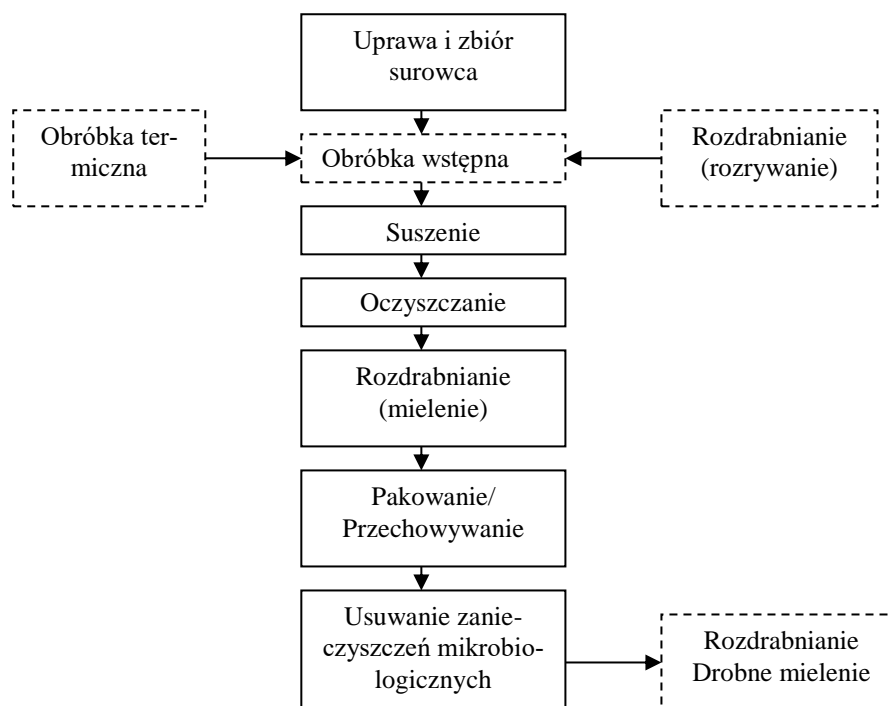 Uprawa i zbiór
surowca
Obróbka ter-
miczna
Obróbka wstępna
Rozdrabnianie
(rozrywanie)
Suszenie
Oczyszczanie
Rozdrabnianie
(mielenie)
Pakowanie/
Przechowywanie
Usuwanie zanie-
czyszczeń mikrobio-
logicznych
Rozdrabnianie
Drobne mielenie